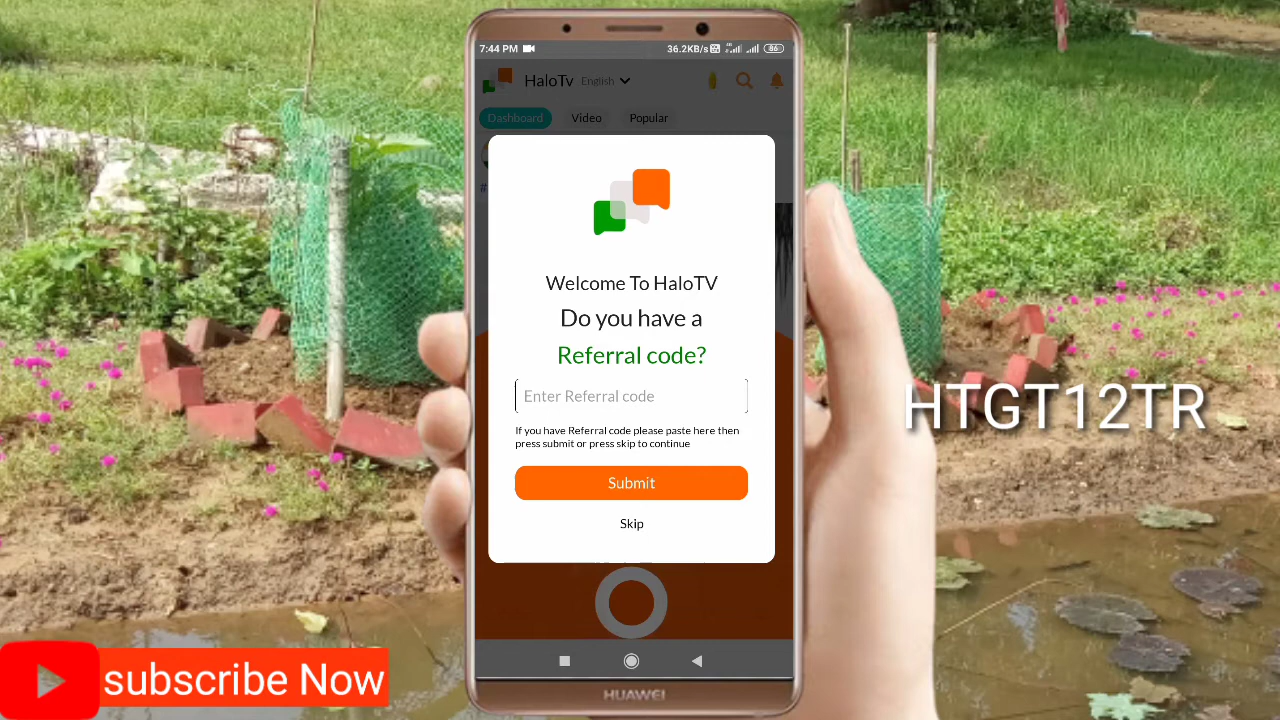 7:44 PM
36.2KB/s
86
HaloTv English
Dashboard Video Popular
#
Welcome To HaloTV
Do you have a
Referral code?
Enter Referral code
If you have Referral code please paste here then
press submit or press skip to continue
Submit
Skip
HUAWEI
HTGT12TR
subscribe Now